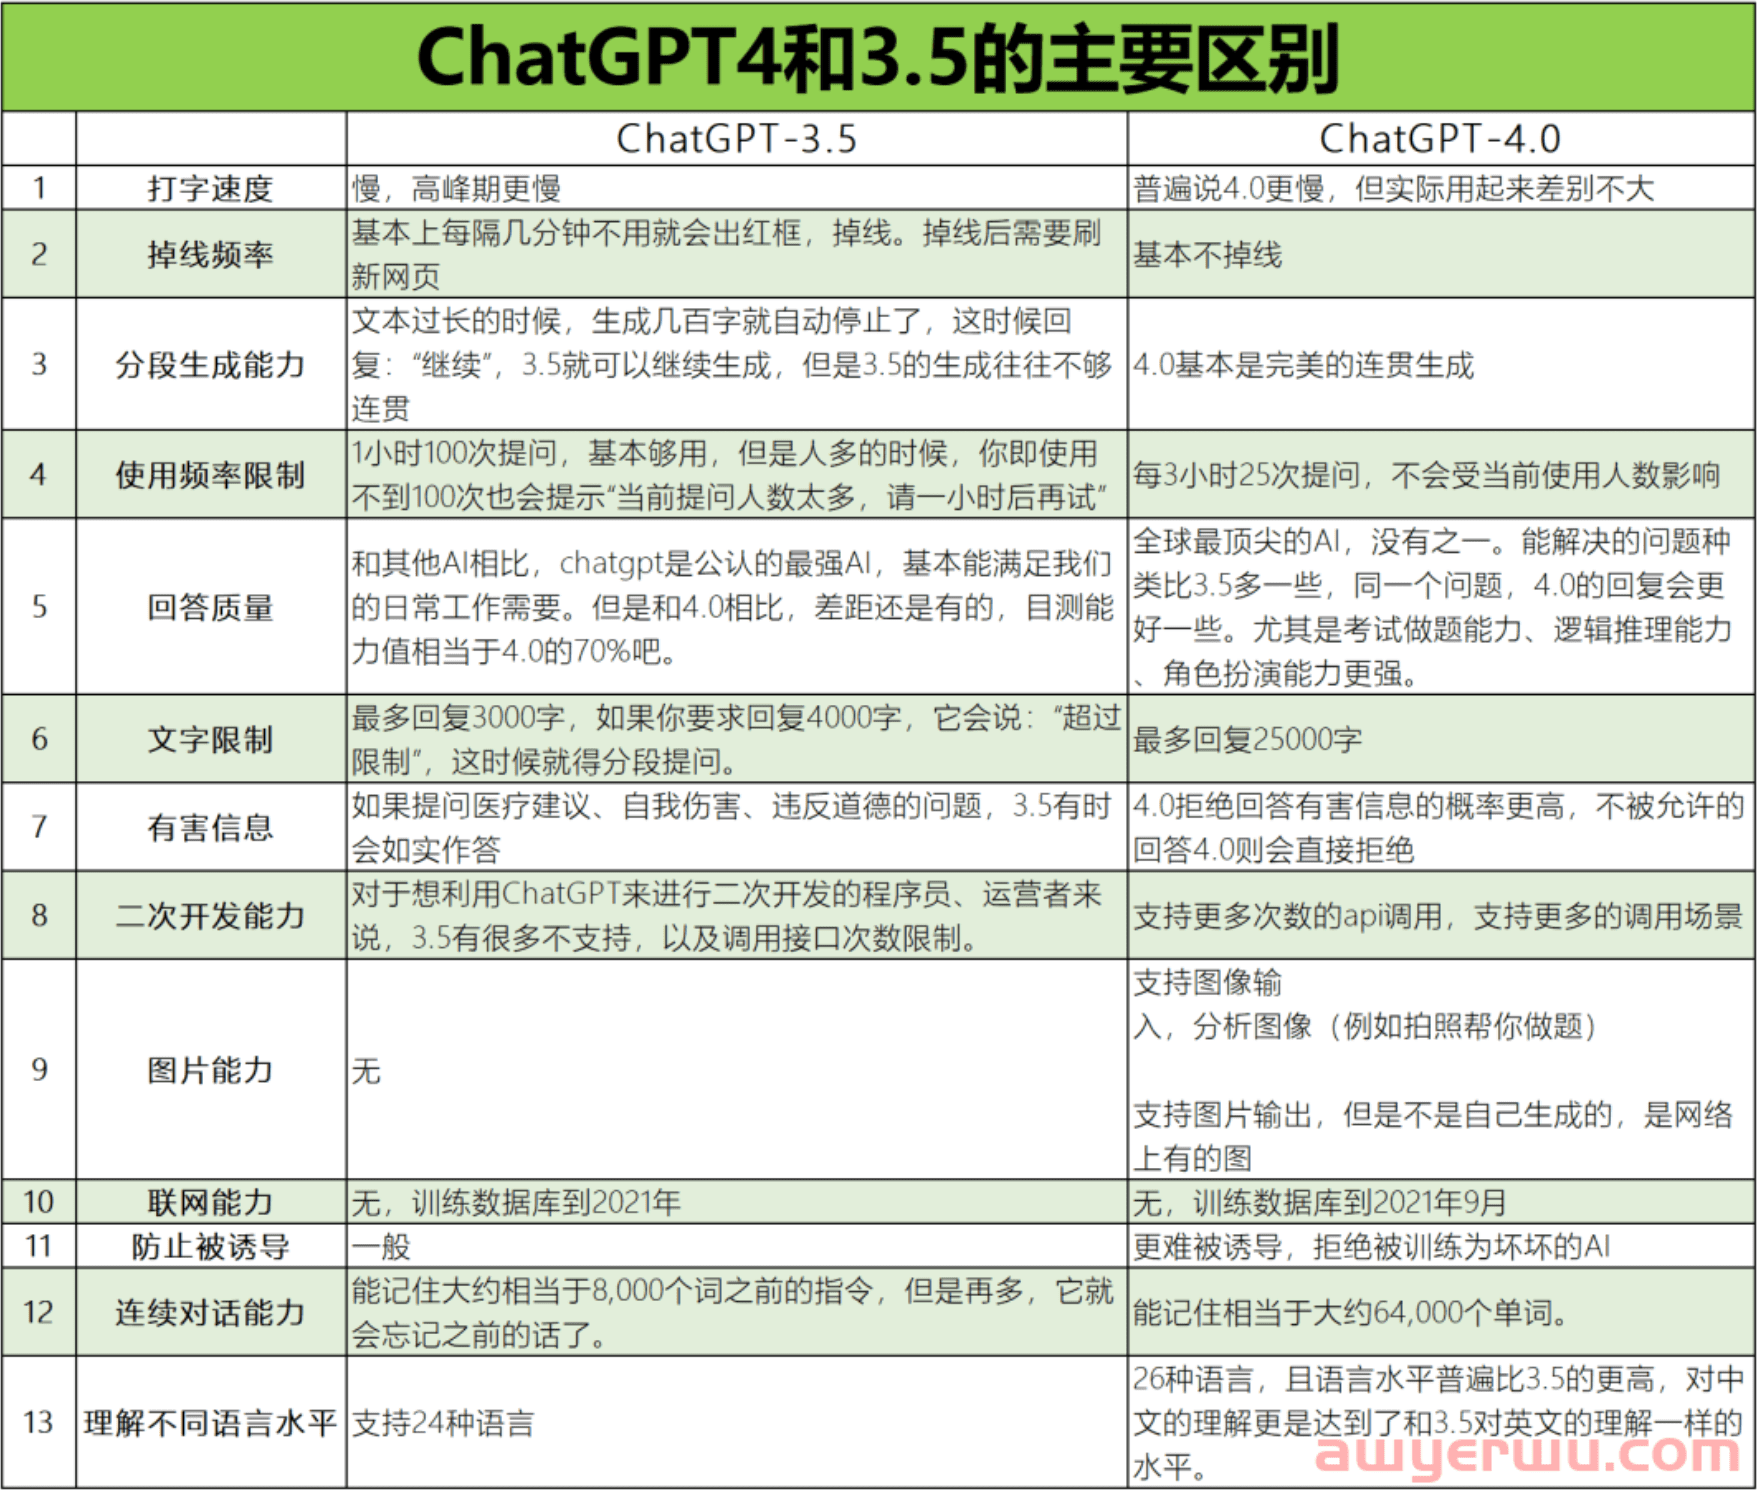 ChatGPT4和3.5的主要区别
ChatGPT-3.5
ChatGPT-4.0
1
打字速度
慢，高峰期更慢
普遍说4.0更慢，但实际用起来差别不大
2
掉线频率
基本上每隔几分钟不用就会出红框，掉线。掉线后需要刷
新网页
基本不掉线
3
分段生成能力
文本过长的时候，生成几百字就自动停止了，这时候回
复：“继续”，3.5就可以继续生成，但是3.5的生成往往不够
连贯
4.0基本是完美的连贯生成
4
使用频率限制
1小时100次提问，基本够用，但是人多的时候，你即使用
不到100次也会提示“当前提问人数太多，请一小时后再试”
每3小时25次提问，不会受当前使用人数影响
5
回答质量
和其他AI相比，chatgpt是公认的最强AI，基本能满足我们
的日常工作需要。但是和4.0相比，差距还是有的，目测能
力值相当于4.0的70%吧。
全球最顶尖的AI，没有之一。能解决的问题种
类比3.5多一些，同一个问题，4.0的回复会更
好一些。尤其是考试做题能力、逻辑推理能力
、角色扮演能力更强。
6
文字限制
最多回复3000字，如果你要求回复4000字，它会说：“超过
限制”，这时候就得分段提问。
最多回复25000字
7
有害信息
如果提问医疗建议、自我伤害、违反道德的问题，3.5有时
会如实作答
4.0拒绝回答有害信息的概率更高，不被允许的
回答4.0则会直接拒绝
8
二次开发能力
对于想利用ChatGPT来进行二次开发的程序员、运营者来
说，3.5有很多不支持，以及调用接口次数限制。
支持更多次数的api调用，支持更多的调用场景
9
图片能力
无
支持图像输
入，分析图像（例如拍照帮你做题）
支持图片输出，但是不是自己生成的，是网络
上有的图
10
联网能力
无，训练数据库到2021年
无，训练数据库到2021年9月
11
防止被诱导
一般
更难被诱导，拒绝被训练为坏坏的AI
12
连续对话能力
能记住大约相当于8,000个词之前的指令，但是再多，它就
会忘记之前的话了。
能记住相当于大约64,000个单词。
13
理解不同语言水平
支持24种语言
26种语言，且语言水平普遍比3.5的更高，对中
文的理解更是达到了和3.5对英文的理解一样的
水平。
awyerwu.com